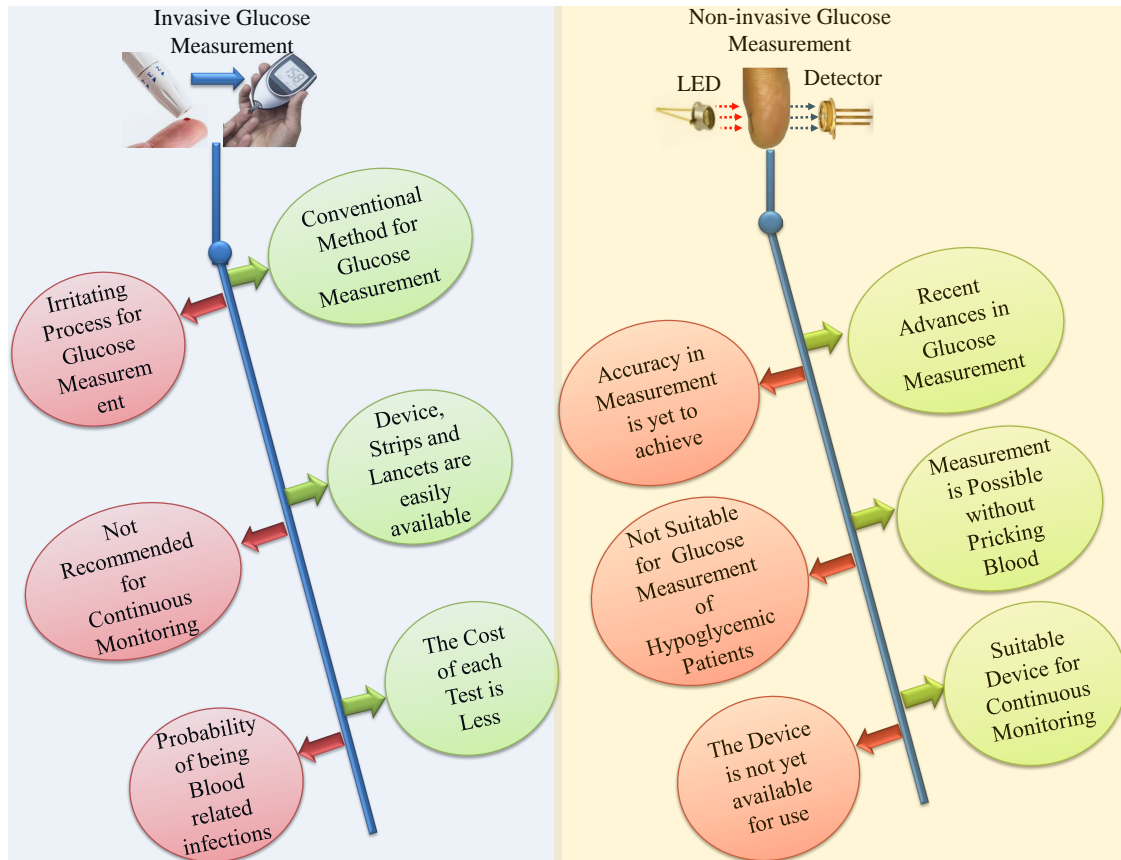 Invasive Glucose
Measurement
158
Conventional
Method for
Glucose
Measurement
Irritating
Process for
Glucose
Measurem
ent
Device,
Strips and
Lancets are
easily
available
Not
Recommended
for
Continuous
Monitoring
The Cost
of each
Test is
Less
Probability
of being
Blood
related
infections
Non-invasive Glucose
Measurement
LED
Detector
Recent
Advances in
Glucose
Measurement
Accuracy in
Measurement
is yet to
achieve
Measurement
is Possible
without
Pricking
Blood
Not Suitable
for Glucose
Measurement
of
Hypoglycemic
Patients
Suitable
Device for
Continuous
Monitoring
The Device
is not yet
available
for use